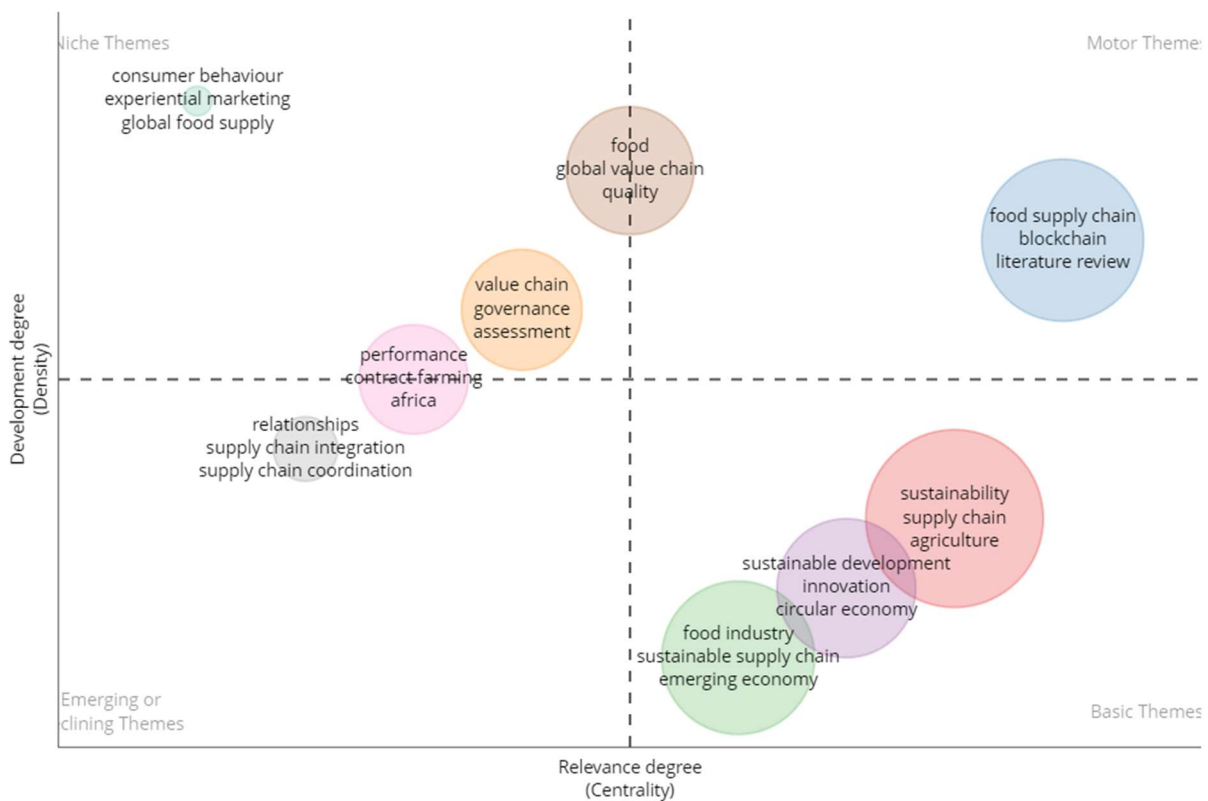 Niche Themes
Motor Themes
consumer behaviour
experiential marketing
global food supply
food
global value chain
quality
food supply chain
blockchain
literature review
value chain
governance
assessment
performance
contract farming
africa
relationships
supply chain integration
supply chain coordination
sustainability
supply chain
agriculture
sustainable development
innovation
circular economy
food industry
sustainable supply chain
emerging economy
Emerging or
clining Themes
Basic Themes
Development degree
(Density)
Relevance degree
(Centrality)